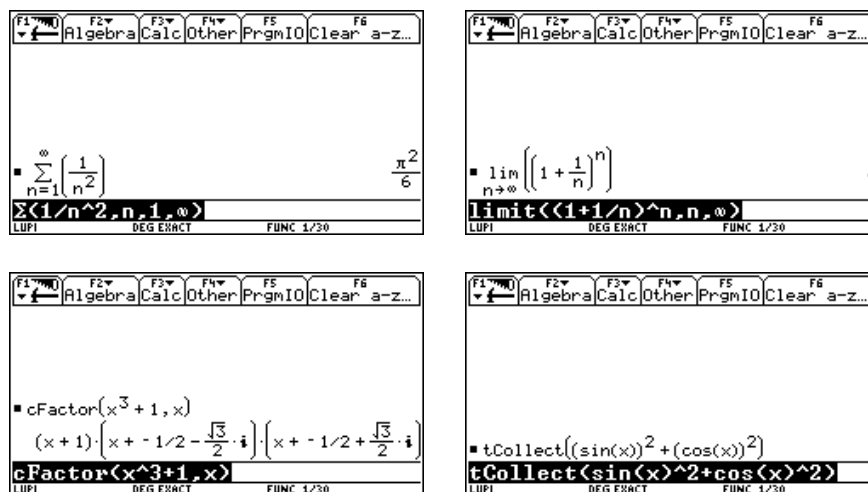 F1 F2 F3 F4 F5 F6
Algebra Calc Other PrgmIO Clear a-z…
∞
▪ Σ (1/n²) π²/6
n=1
Σ(1/n^2,n,1,∞)
LUPI DEG EXACT FUNC 1/30
F1 F2 F3 F4 F5 F6
Algebra Calc Other PrgmIO Clear a-z…
▪ lim ((1 + 1/n)ⁿ)
n→∞
limit((1+1/n)^n,n,∞)
LUPI DEG EXACT FUNC 1/30
F1 F2 F3 F4 F5 F6
Algebra Calc Other PrgmIO Clear a-z…
▪ cFactor(x³ + 1, x)
(x + 1)·(x + -1/2 - √3/2·i)·(x + -1/2 + √3/2·i)
cFactor(x^3+1,x)
LUPI DEG EXACT FUNC 1/30
F1 F2 F3 F4 F5 F6
Algebra Calc Other PrgmIO Clear a-z…
▪ tCollect((sin(x))² + (cos(x))²)
tCollect(sin(x)^2+cos(x)^2)
LUPI DEG EXACT FUNC 1/30